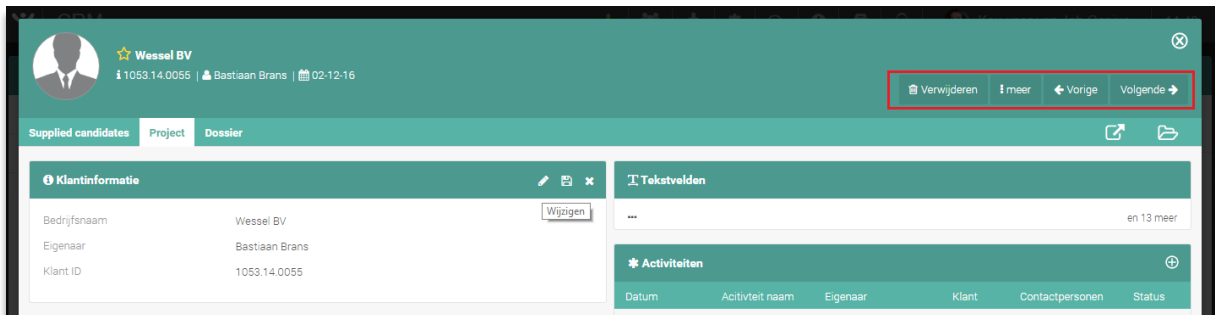 CRM
Wessel BV
1053.14.0055 | Bastiaan Brans | 02-12-16
Verwijderen meer Vorige Volgende
Supplied candidates Project Dossier
Klantinformatie
Wijzigen
Bedrijfsnaam Wessel BV
Eigenaar Bastiaan Brans
Klant ID 1053.14.0055
Tekstvelden
... en 13 meer
Activiteiten
Datum Acitivteit naam Eigenaar Klant Contactpersonen Status